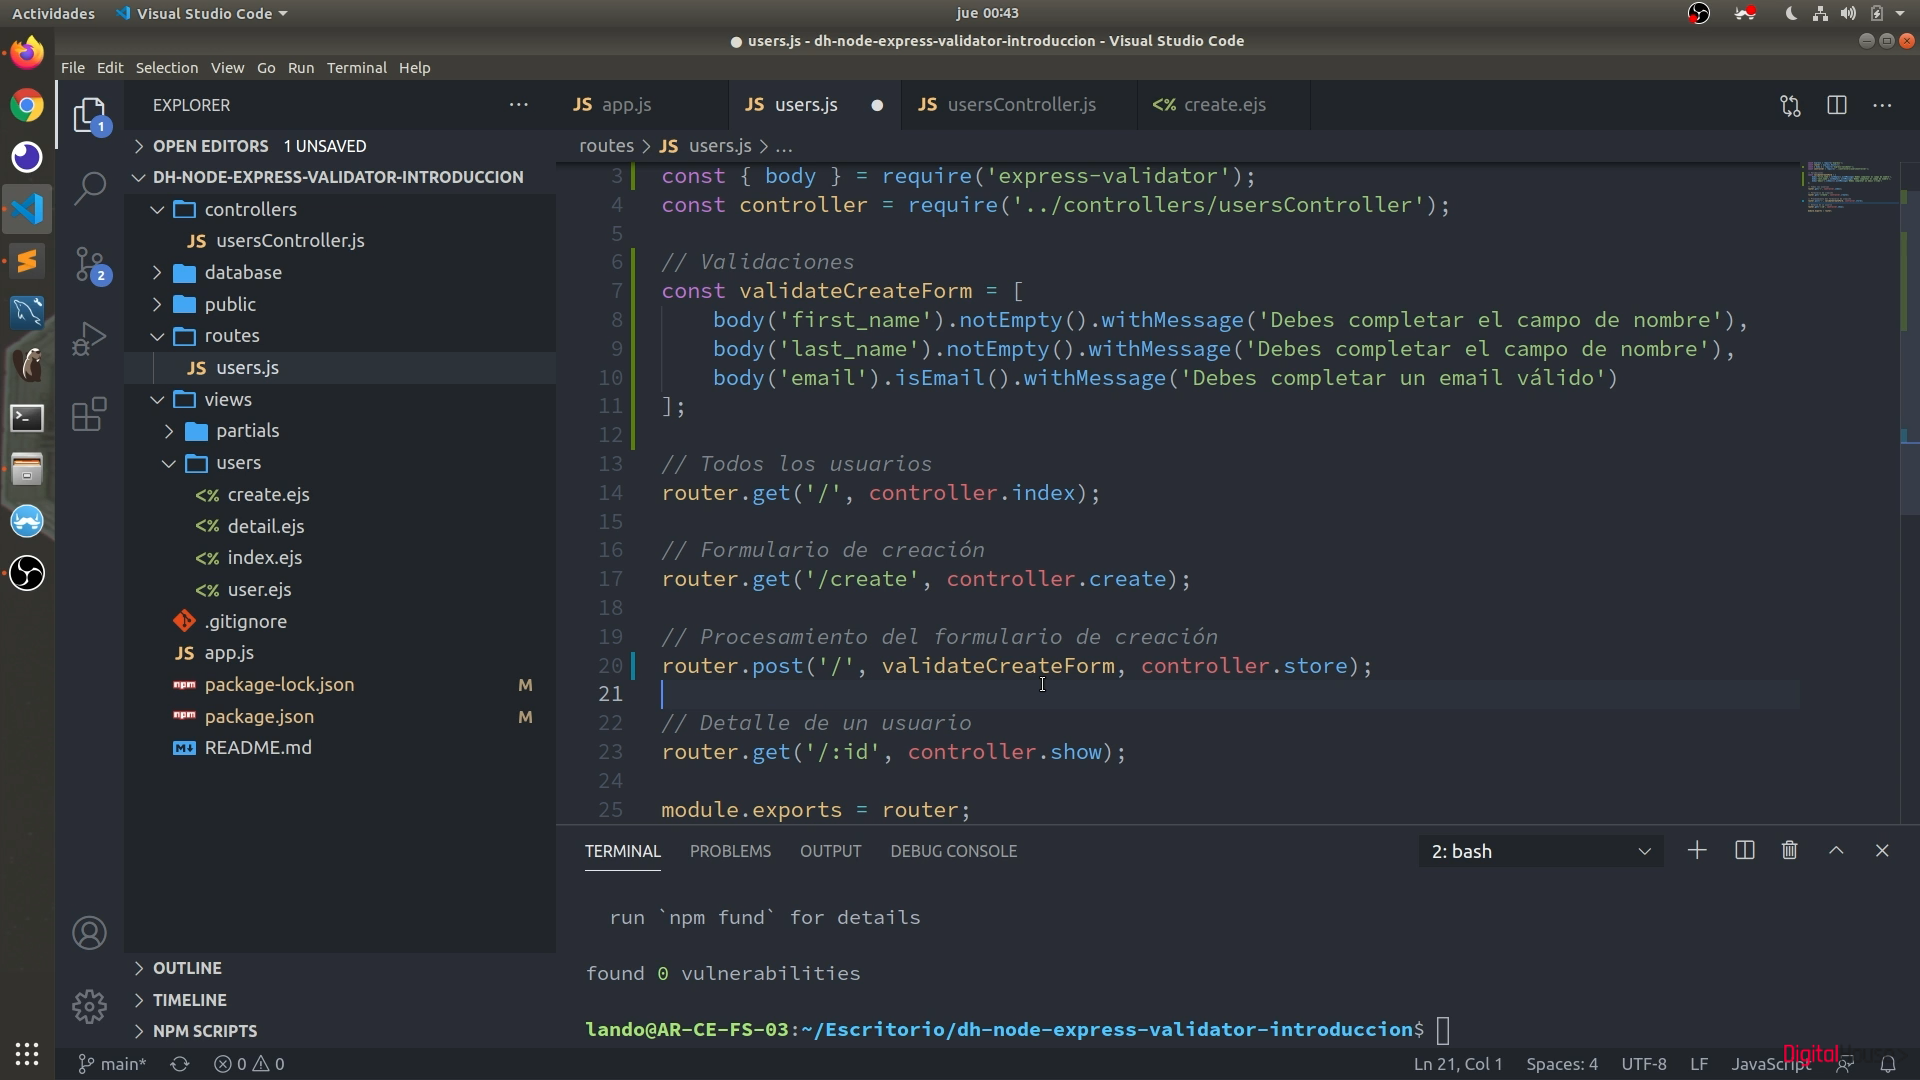 Actividades Visual Studio Code jue 00:43
● users.js - dh-node-express-validator-introduccion - Visual Studio Code
File Edit Selection View Go Run Terminal Help
EXPLORER ...
1
OPEN EDITORS 1 UNSAVED
DH-NODE-EXPRESS-VALIDATOR-INTRODUCCION
controllers
JS usersController.js
2
database
public
routes
JS users.js
views
partials
users
<% create.ejs
<% detail.ejs
<% index.ejs
<% user.ejs
.gitignore
JS app.js
npm package-lock.json M
npm package.json M
M README.md
OUTLINE
TIMELINE
NPM SCRIPTS
JS app.js JS users.js ● JS usersController.js <% create.ejs ...
routes > JS users.js > ...
3 const { body } = require('express-validator');
4 const controller = require('../controllers/usersController');
5
6 // Validaciones
7 const validateCreateForm = [
8 body('first_name').notEmpty().withMessage('Debes completar el campo de nombre'),
9 body('last_name').notEmpty().withMessage('Debes completar el campo de nombre'),
10 body('email').isEmail().withMessage('Debes completar un email válido')
11 ];
12
13 // Todos los usuarios
14 router.get('/', controller.index);
15
16 // Formulario de creación
17 router.get('/create', controller.create);
18
19 // Procesamiento del formulario de creación
20 router.post('/', validateCreateForm, controller.store);
21
22 // Detalle de un usuario
23 router.get('/:id', controller.show);
24
25 module.exports = router;
TERMINAL PROBLEMS OUTPUT DEBUG CONSOLE 2: bash
run `npm fund` for details
found 0 vulnerabilities
lando@AR-CE-FS-03:~/Escritorio/dh-node-express-validator-introduccion$
main* 0 0 Ln 21, Col 1 Spaces: 4 UTF-8 LF JavaScript
Digital